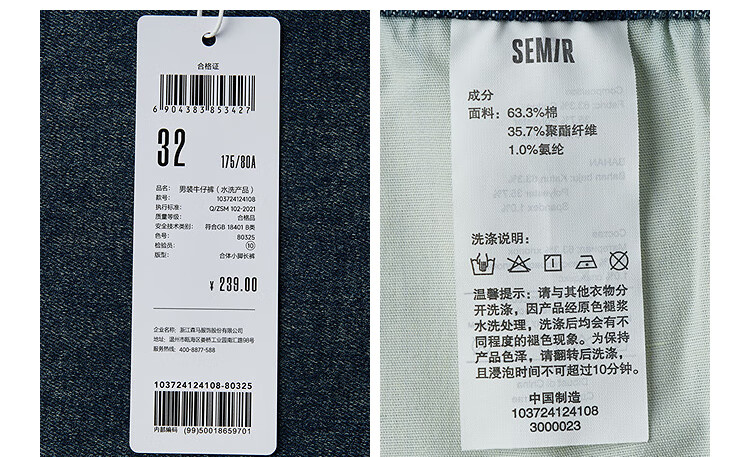 合格证
6 904383 853427
32
175/80A
品名: 男装牛仔裤(水洗产品)
款号: 103724124108
执行标准: Q/ZSM 102-2021
质量等级: 合格品
安全技术类别: 符合GB 18401 B类
色号: 80325
检验员: ⑩
版型: 合体小脚长裤
¥ 239.00
企业名称: 浙江森马服饰股份有限公司
地址: 温州市瓯海区娄桥工业园南汇路98号
服务热线: 400-8877-588
103724124108-80325
内部编码 (99)50018659701
SEMIR
成分
面料: 63.3%棉
35.7%聚酯纤维
1.0%氨纶
洗涤说明:
温馨提示: 请与其他衣物分
开洗涤,因产品经原色褪浆
水洗处理,洗涤后均会有不
同程度的褪色现象。为保持
产品色泽,请翻转后洗涤,
且浸泡时间不可超过10分钟。
中国制造
103724124108
3000023